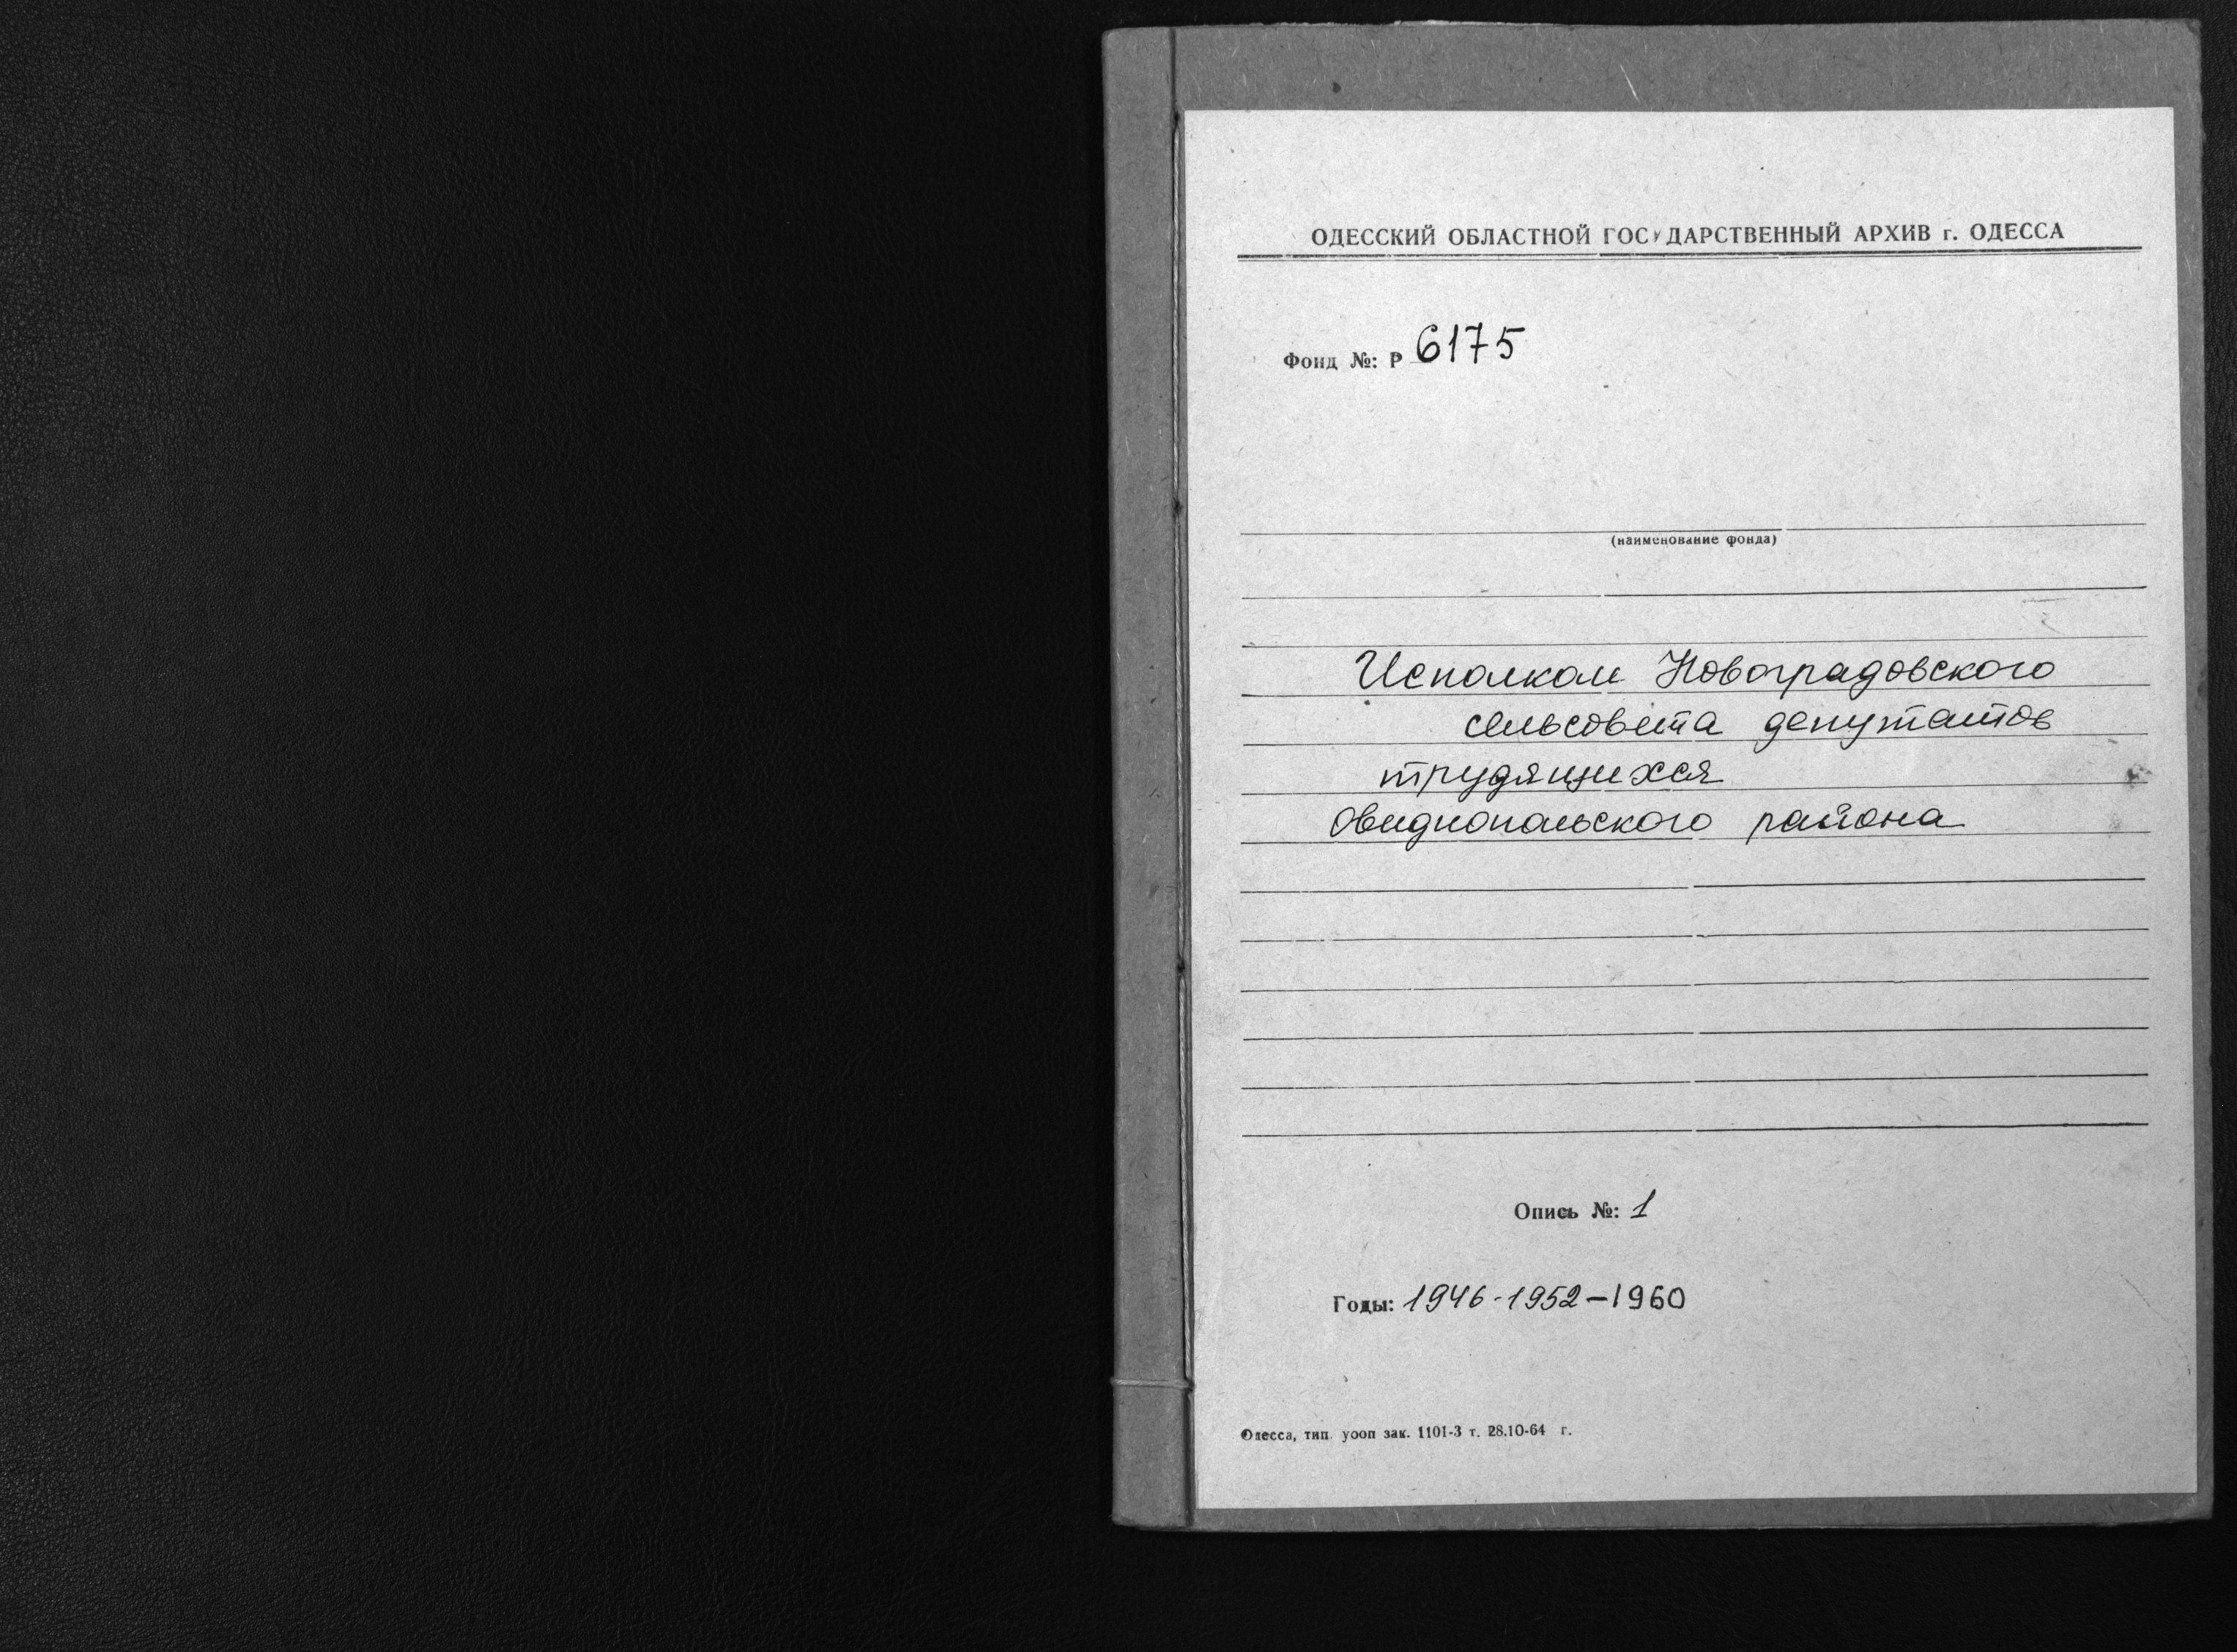 ОДЕССКИЙ ОБЛАСТНОЙ ГОСУДАРСТВЕННЫЙ АРХИВ г. ОДЕССА
Фонд №: Р 6175
(наименование фонда)
Исполком Новоградовского
сельсовета депутатов
трудящихся
Овидиопольского района
Опись №: 1
Годы: 1946-1952-1960
Одесса, тип. уооп зак. 1101-3 т. 28.10-64 г.